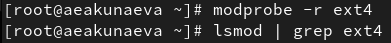 [root@aeakunaeva ~]# modprobe -r ext4
[root@aeakunaeva ~]# lsmod | grep ext4